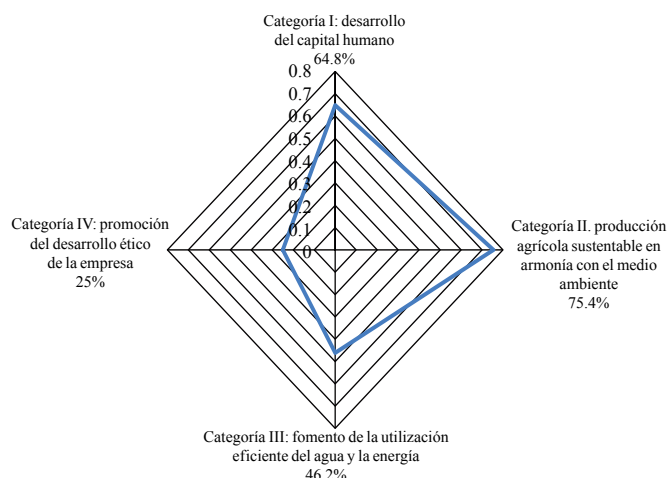 Categoría I: desarrollo
del capital humano
64.8%
0.8
0.7
0.6
0.5
0.4
0.3
0.2
0.1
0
Categoría IV: promoción
del desarrollo ético
de la empresa
25%
Categoría II. producción
agrícola sustentable en
armonía con el medio
ambiente
75.4%
Categoría III: fomento de la utilización
eficiente del agua y la energía
46.2%